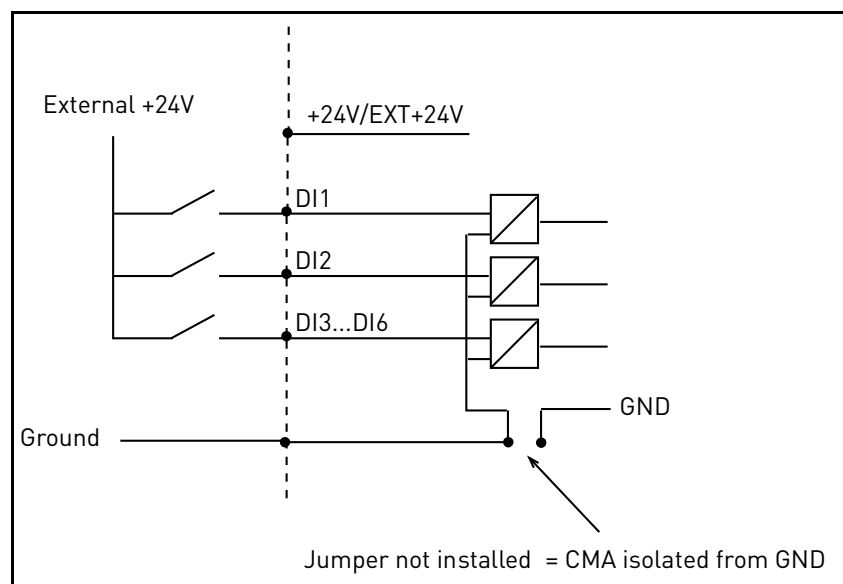 External +24V
+24V/EXT+24V
DI1
DI2
DI3...DI6
GND
Ground
Jumper not installed = CMA isolated from GND